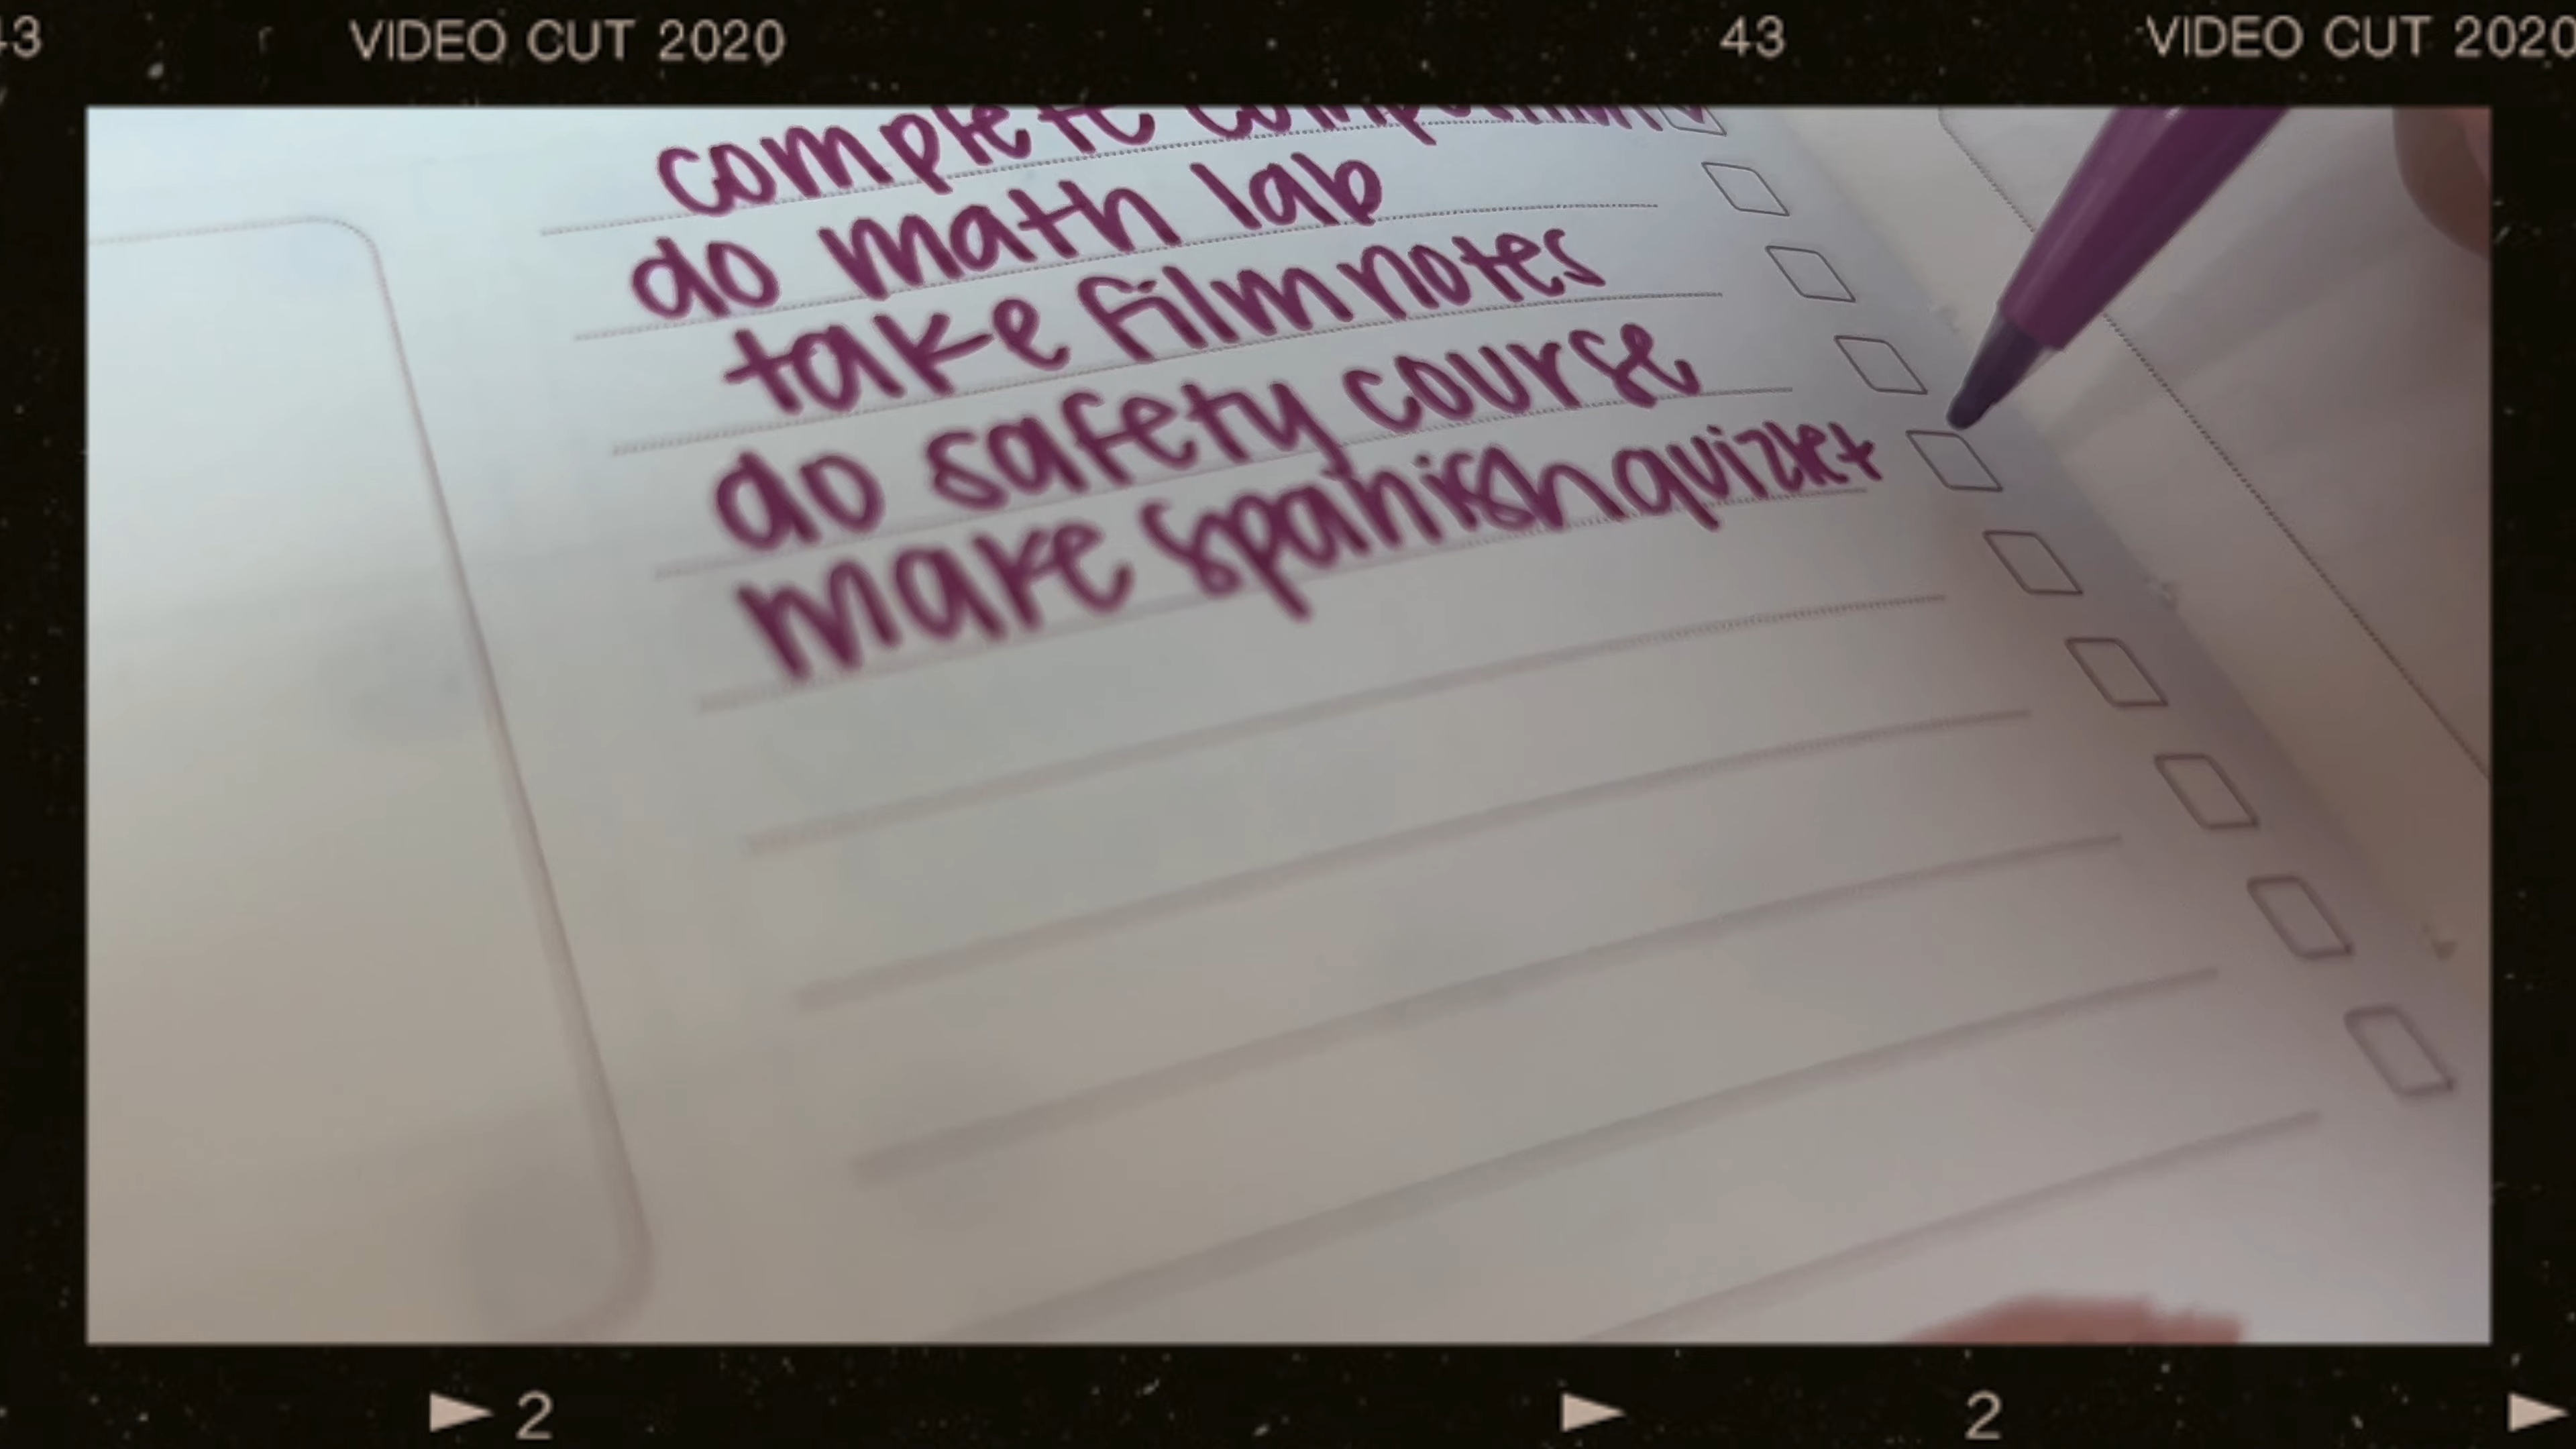 43 VIDEO CUT 2020 43 VIDEO CUT 2020
complete
do math lab
take film notes
do safety course
make spanish quizlet
2 2